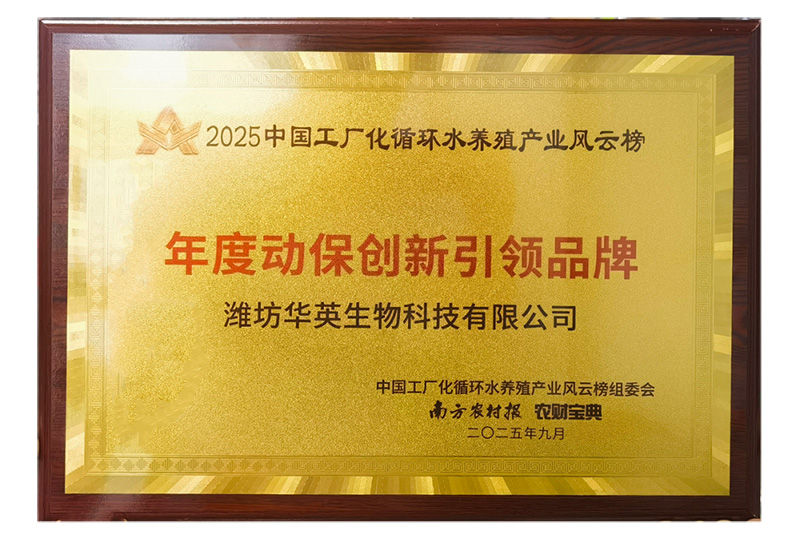 2025中国工厂化循环水养殖产业风云榜
年度动保创新引领品牌
潍坊华英生物科技有限公司
中国工厂化循环水养殖产业风云榜组委会
南方农村报 农财宝典
二〇二五年九月